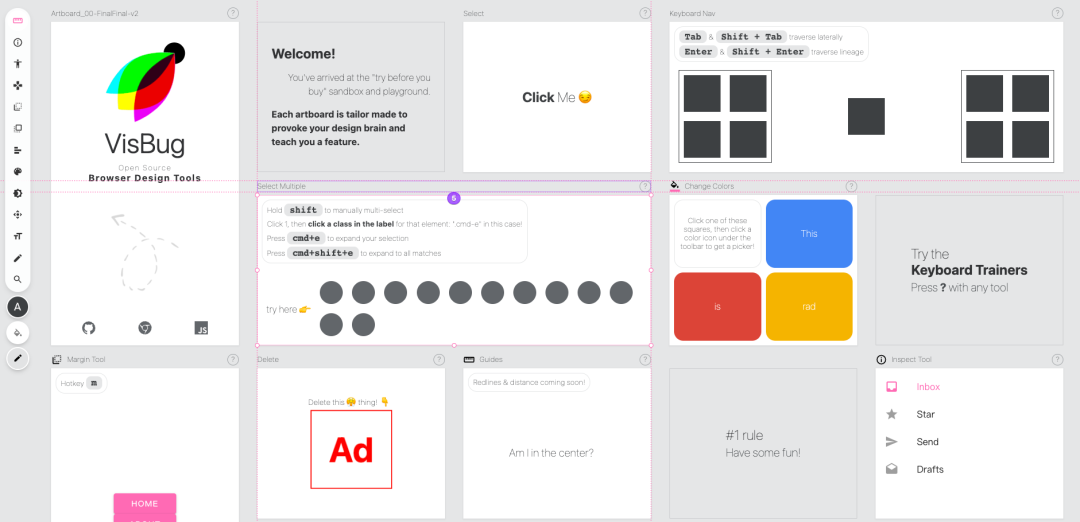 Artboard_00-FinalFinal-v2
?
VisBug
Open Source
Browser Design Tools
JS
A
Welcome!
You've arrived at the "try before you
buy" sandbox and playground.
Each artboard is tailor made to
provoke your design brain and
teach you a feature.
Select
?
Click Me 😏
Keyboard Nav
?
Tab & Shift + Tab traverse laterally
Enter & Shift + Enter traverse lineage
Select Multiple
?
5
Hold shift to manually multi-select
Click 1, then click a class in the label for that element: ".cmd-e" in this case!
Press cmd+e to expand your selection
Press cmd+shift+e to expand to all matches
try here 👉
Change Colors
?
Click one of these
squares, then click a
color icon under the
toolbar to get a picker!
This
is
rad
Try the
Keyboard Trainers
Press ? with any tool
Margin Tool
?
Hotkey m
HOME
Delete
?
Delete this 😤 thing! 👇
Ad
Guides
?
Redlines & distance coming soon!
Am I in the center?
#1 rule
Have some fun!
Inspect Tool
?
Inbox
Star
Send
Drafts